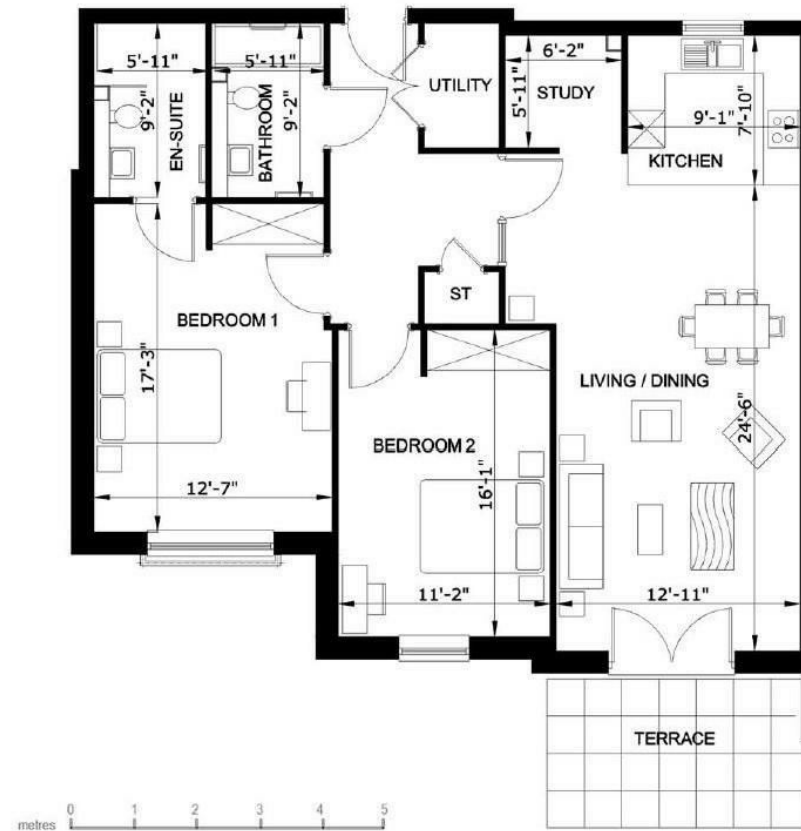 5'-11"
9'-2"
EN-SUITE
5'-11"
9'-2"
BATHROOM
UTILITY
6'-2"
5'-11"
STUDY
9'-1"
7'-10"
KITCHEN
ST
BEDROOM 1
17'-3"
12'-7"
BEDROOM 2
16'-1"
11'-2"
LIVING / DINING
24'-6"
12'-11"
TERRACE
metres 0 1 2 3 4 5